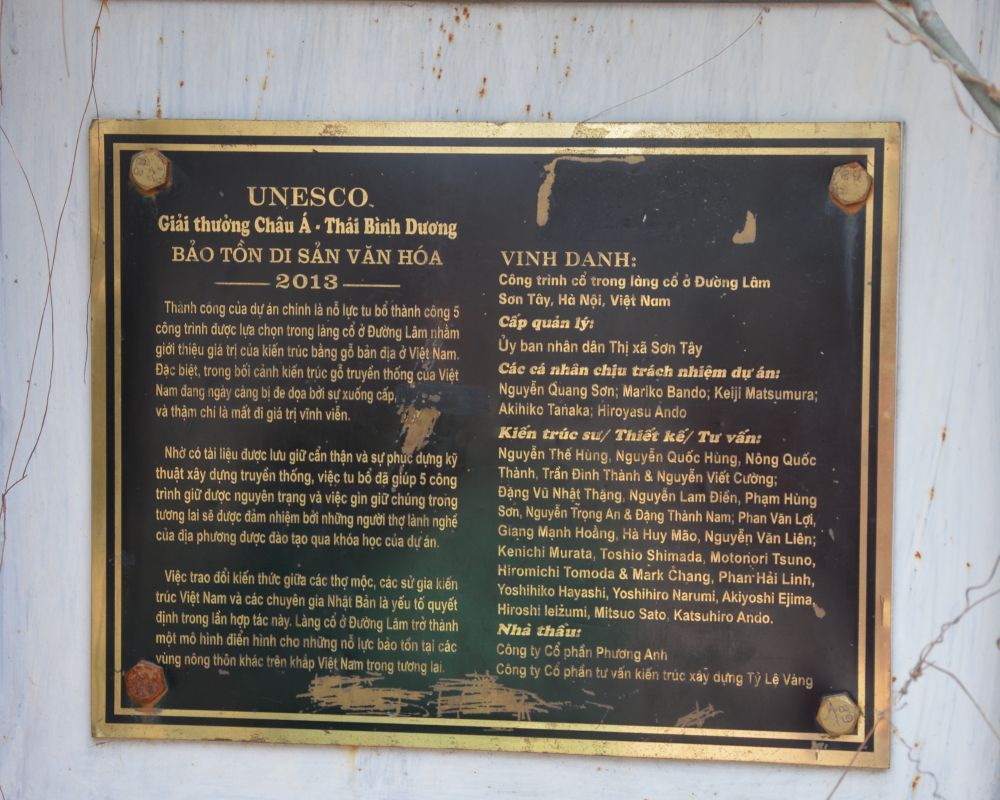 UNESCO
Giải thưởng Châu Á - Thái Bình Dương
BẢO TỒN DI SẢN VĂN HÓA
2013
Thành công của dự án chính là nỗ lực tu bổ thành công 5
công trình được lựa chọn trong làng cổ ở Đường Lâm nhằm
giới thiệu giá trị của kiến trúc bằng gỗ bản địa ở Việt Nam.
Đặc biệt, trong bối cảnh kiến trúc gỗ truyền thống của Việt
Nam đang ngày càng bị đe dọa bởi sự xuống cấp,
và thậm chí là mất đi giá trị vĩnh viễn.
Nhờ có tài liệu được lưu giữ cẩn thận và sự phục dựng kỹ
thuật xây dựng truyền thống, việc tu bổ đã giúp 5 công
trình giữ được nguyên trạng và việc gìn giữ chúng trong
tương lai sẽ được đảm nhiệm bởi những người thợ lành nghề
của địa phương được đào tạo qua khóa học của dự án.
Việc trao đổi kiến thức giữa các thợ mộc, các sử gia kiến
trúc Việt Nam và các chuyên gia Nhật Bản là yếu tố quyết
định trong lần hợp tác này. Làng cổ ở Đường Lâm trở thành
một mô hình điển hình cho những nỗ lực bảo tồn tại các
vùng nông thôn khác trên khắp Việt Nam trong tương lai.
VINH DANH:
Công trình cổ trong làng cổ ở Đường Lâm
Sơn Tây, Hà Nội, Việt Nam
Cấp quản lý:
Ủy ban nhân dân Thị xã Sơn Tây
Các cá nhân chịu trách nhiệm dự án:
Nguyễn Quang Sơn; Mariko Bando; Keiji Matsumura;
Akihiko Tanaka; Hiroyasu Ando
Kiến trúc sư/ Thiết kế/ Tư vấn:
Nguyễn Thế Hùng, Nguyễn Quốc Hùng, Nông Quốc
Thành, Trần Đình Thành & Nguyễn Viết Cường;
Đặng Vũ Nhật Thặng, Nguyễn Lam Điền, Phạm Hùng
Sơn, Nguyễn Trọng An & Đặng Thành Nam; Phan Văn Lợi,
Giang Mạnh Hoằng, Hà Huy Mão, Nguyễn Văn Liên;
Kenichi Murata, Toshio Shimada, Motonori Tsuno,
Hiromichi Tomoda & Mark Chang, Phan Hải Linh,
Yoshihiko Hayashi, Yoshihiro Narumi, Akiyoshi Ejima,
Hiroshi Ieizumi, Mitsuo Sato, Katsuhiro Ando.
Nhà thầu:
Công ty Cổ phần Phương Anh
Công ty Cổ phần tư vấn kiến trúc xây dựng Tỷ Lệ Vàng